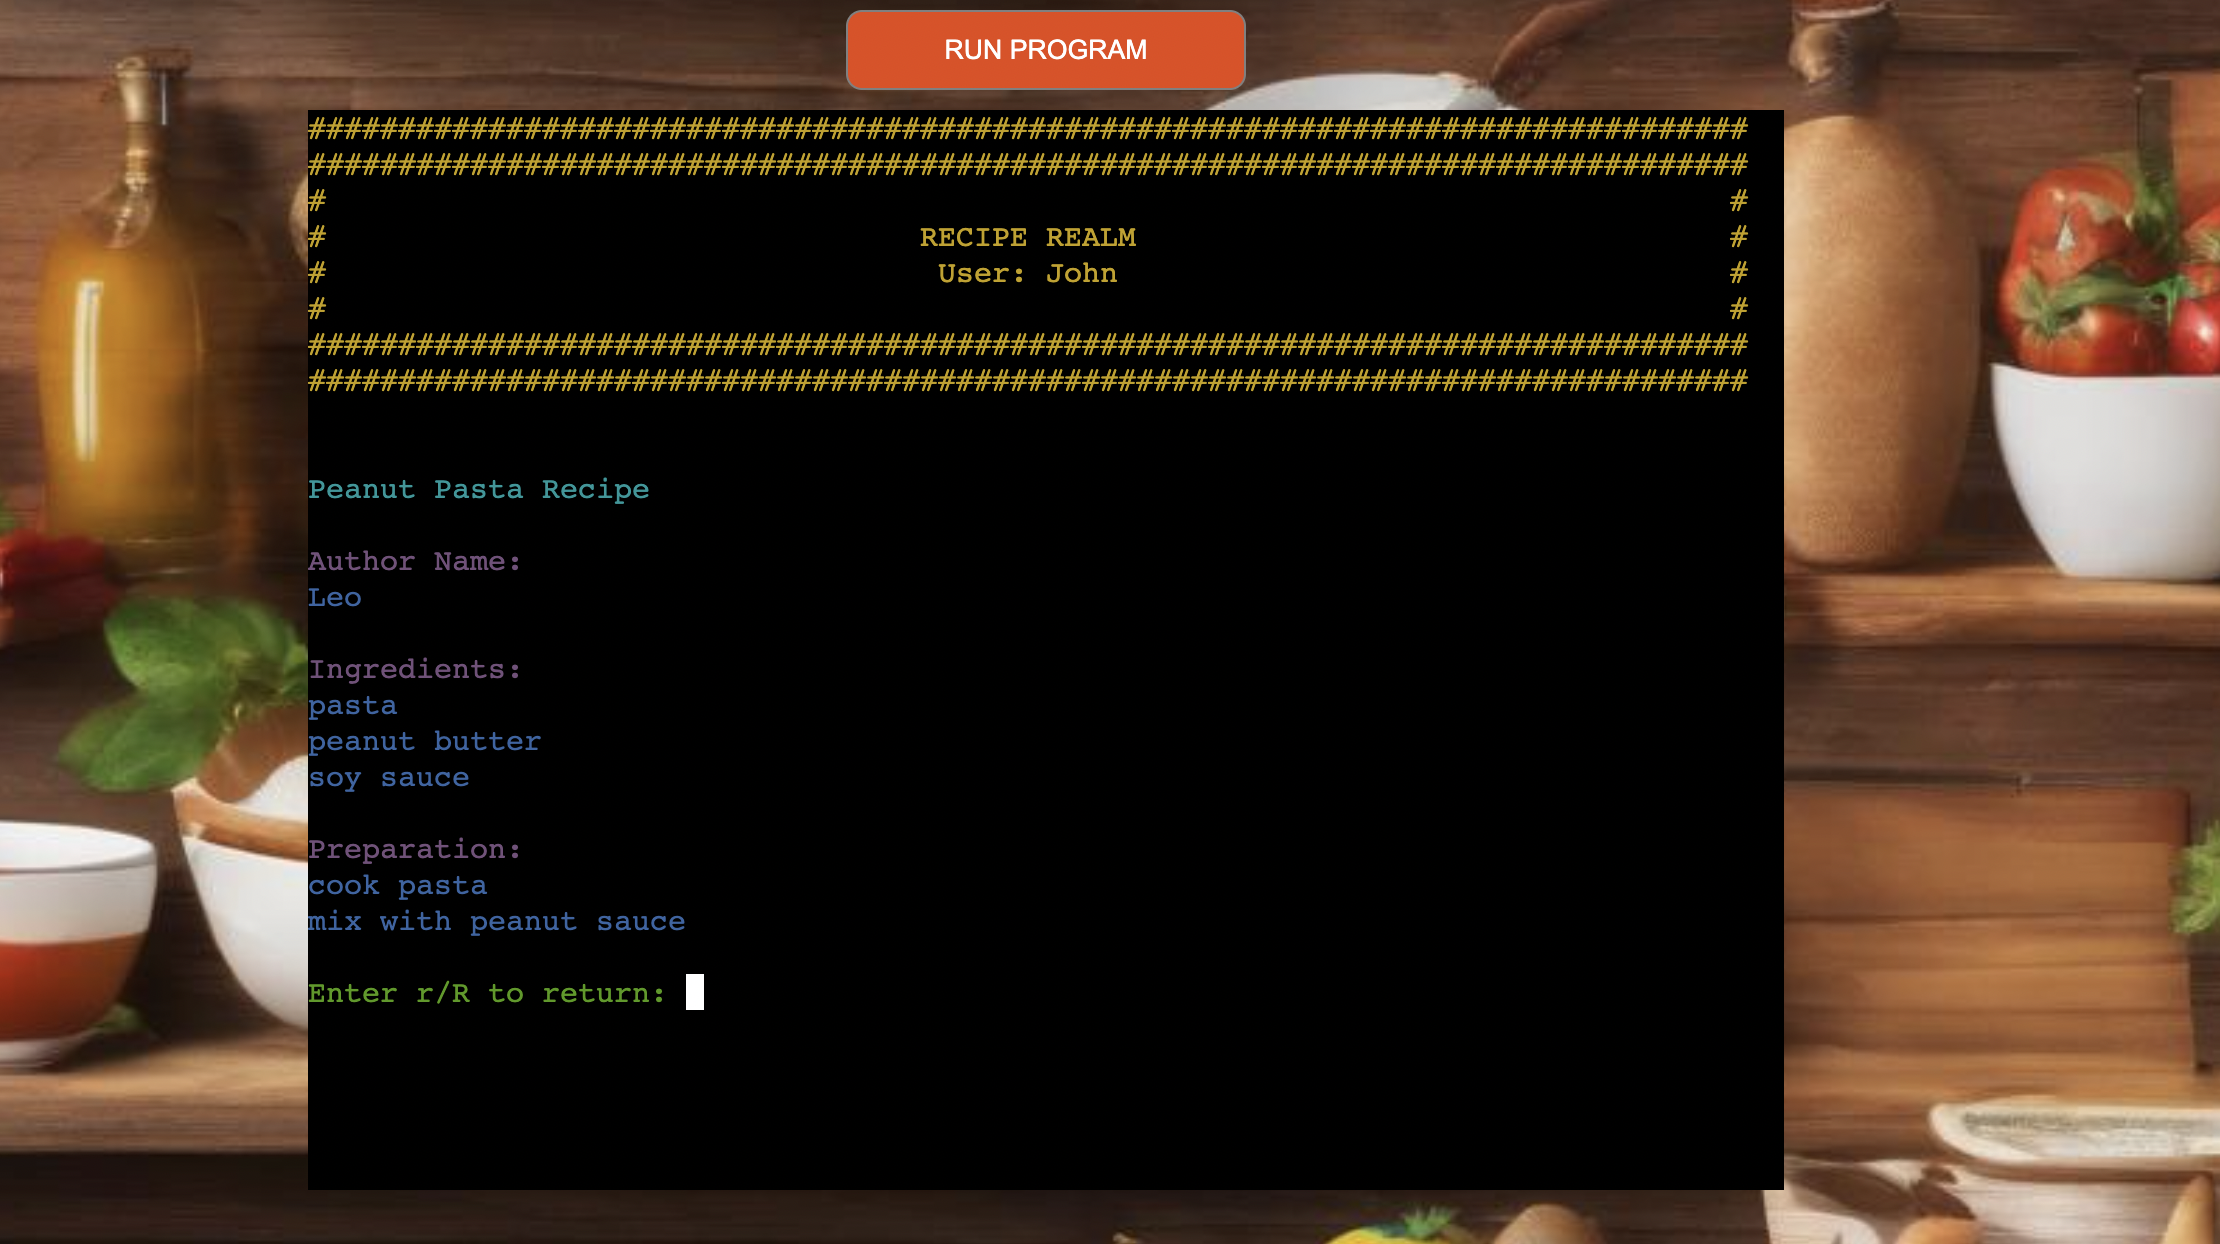 RUN PROGRAM
################################################################################
################################################################################
#                                                                              #
#                                 RECIPE REALM                                 #
#                                  User: John                                  #
#                                                                              #
################################################################################
################################################################################
Peanut Pasta Recipe
Author Name:
Leo
Ingredients:
pasta
peanut butter
soy sauce
Preparation:
cook pasta
mix with peanut sauce
Enter r/R to return: